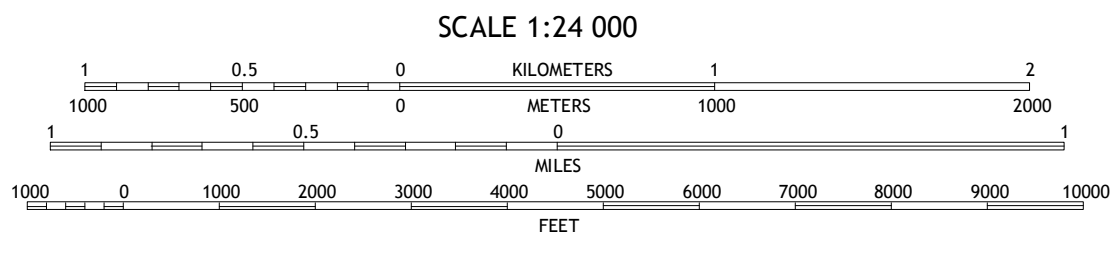 SCALE 1:24 000
1 0.5 0 KILOMETERS 1 2
1000 500 0 METERS 1000 2000
1 0.5 0 1
MILES
1000 0 1000 2000 3000 4000 5000 6000 7000 8000 9000 10000
FEET